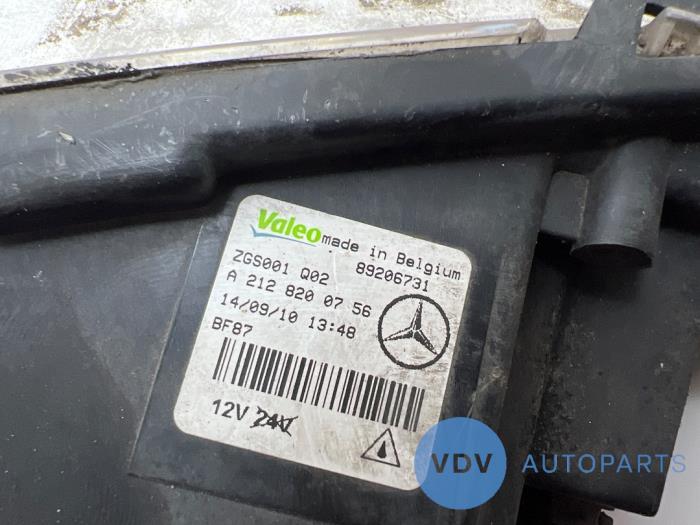 Valeo made in Belgium
ZGS001 Q02 89206731
A 212 820 07 56
14/09/10 13:48
BF87
12V 24V
VDV AUTOPARTS